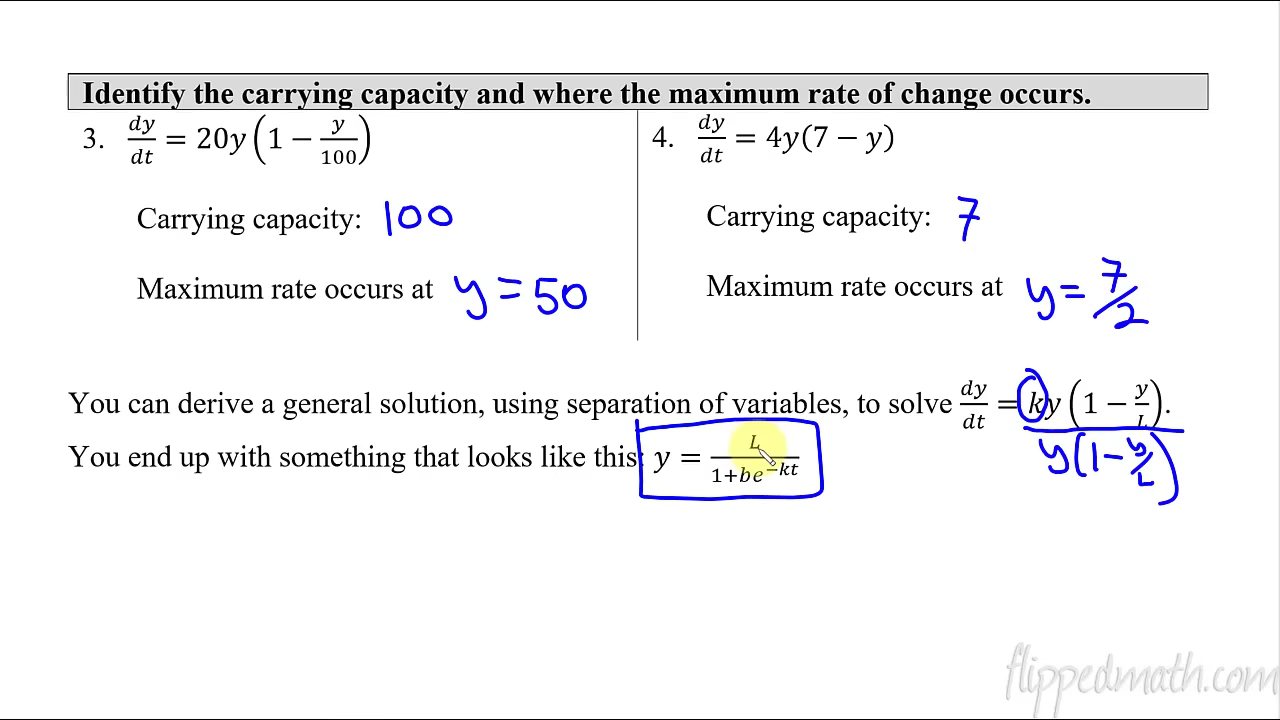 Identify the carrying capacity and where the maximum rate of change occurs.
3. dy/dt = 20y(1 − y/100)
Carrying capacity: 100
Maximum rate occurs at y = 50
4. dy/dt = 4y(7 − y)
Carrying capacity: 7
Maximum rate occurs at y = 7/2
You can derive a general solution, using separation of variables, to solve dy/dt = ky(1 − y/L).
y(1 − y/L)
You end up with something that looks like this: y = L/(1+be^(−kt))
flippedmath.com